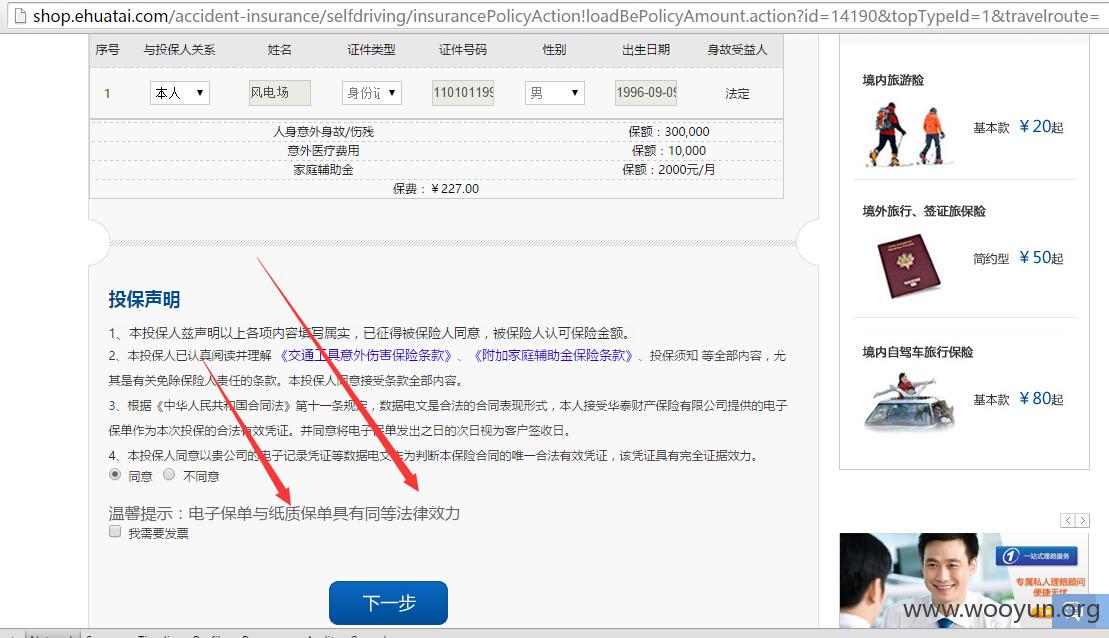 shop.ehuatai.com/accident-insurance/selfdriving/insurancePolicyAction!loadBePolicyAmount.action?id=14190&topTypeId=1&travelroute=
序号 与投保人关系 姓名 证件类型 证件号码 性别 出生日期 身故受益人
1 本人 风电场 身份证 110101199 男 1996-09-09 法定
人身意外身故/伤残 保额：300,000
意外医疗费用 保额：10,000
家庭辅助金 保额：2000元/月
保费：￥227.00
投保声明
1、本投保人兹声明以上各项内容填写属实，已征得被保险人同意，被保险人认可保险金额。
2、本投保人已认真阅读并理解 《交通工具意外伤害保险条款》、《附加家庭辅助金保险条款》、投保须知 等全部内容，尤
其是有关免除保险人责任的条款。本投保人同意接受条款全部内容。
3、根据《中华人民共和国合同法》第十一条规定，数据电文是合法的合同表现形式，本人接受华泰财产保险有限公司提供的电子
保单作为本次投保的合法有效凭证。并同意将电子保单发出之日的次日视为客户签收日。
4、本投保人同意以贵公司的电子记录凭证等数据电文作为判断本保险合同的唯一合法有效凭证，该凭证具有完全证据效力。
同意 不同意
温馨提示：电子保单与纸质保单具有同等法律效力
我需要发票
下一步
境内旅游险
基本款 ￥20起
境外旅行、签证旅保险
简约型 ￥50起
境内自驾车旅行保险
基本款 ￥80起
1 一站式理赔服务
专属私人理赔顾问
便捷无忧
www.wooyun.org